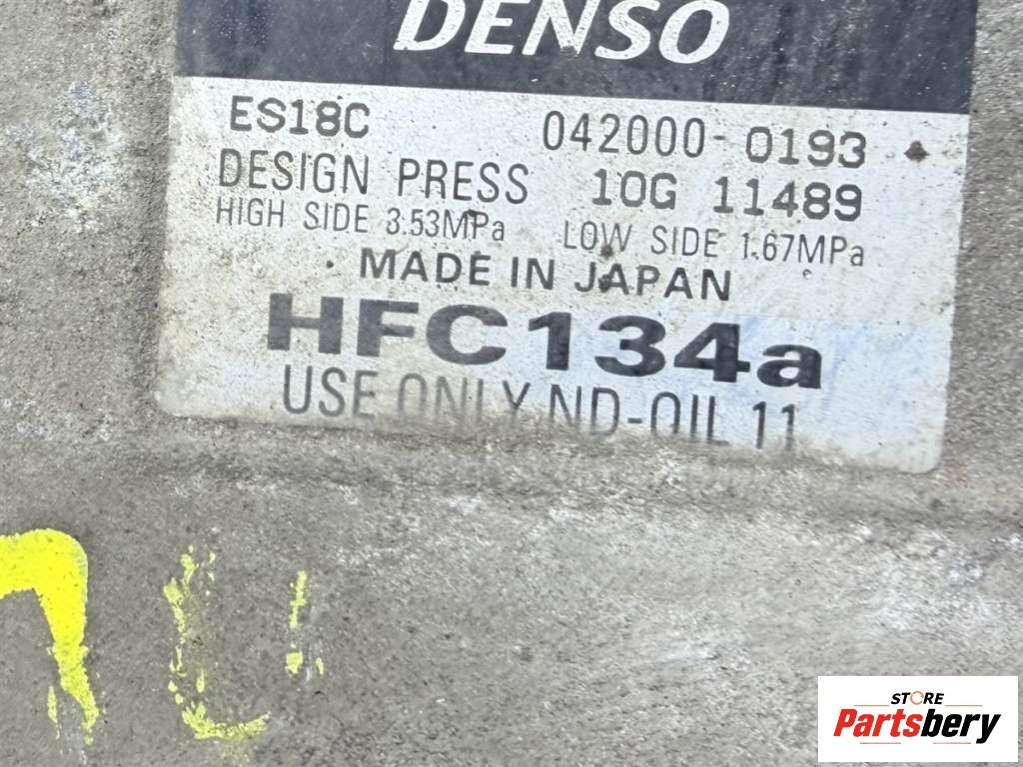 DENSO
ES18C 042000-0193
DESIGN PRESS 10G 11489
HIGH SIDE 3.53MPa LOW SIDE 1.67MPa
MADE IN JAPAN
HFC134a
USE ONLY ND-OIL 11
STORE
Partsbery